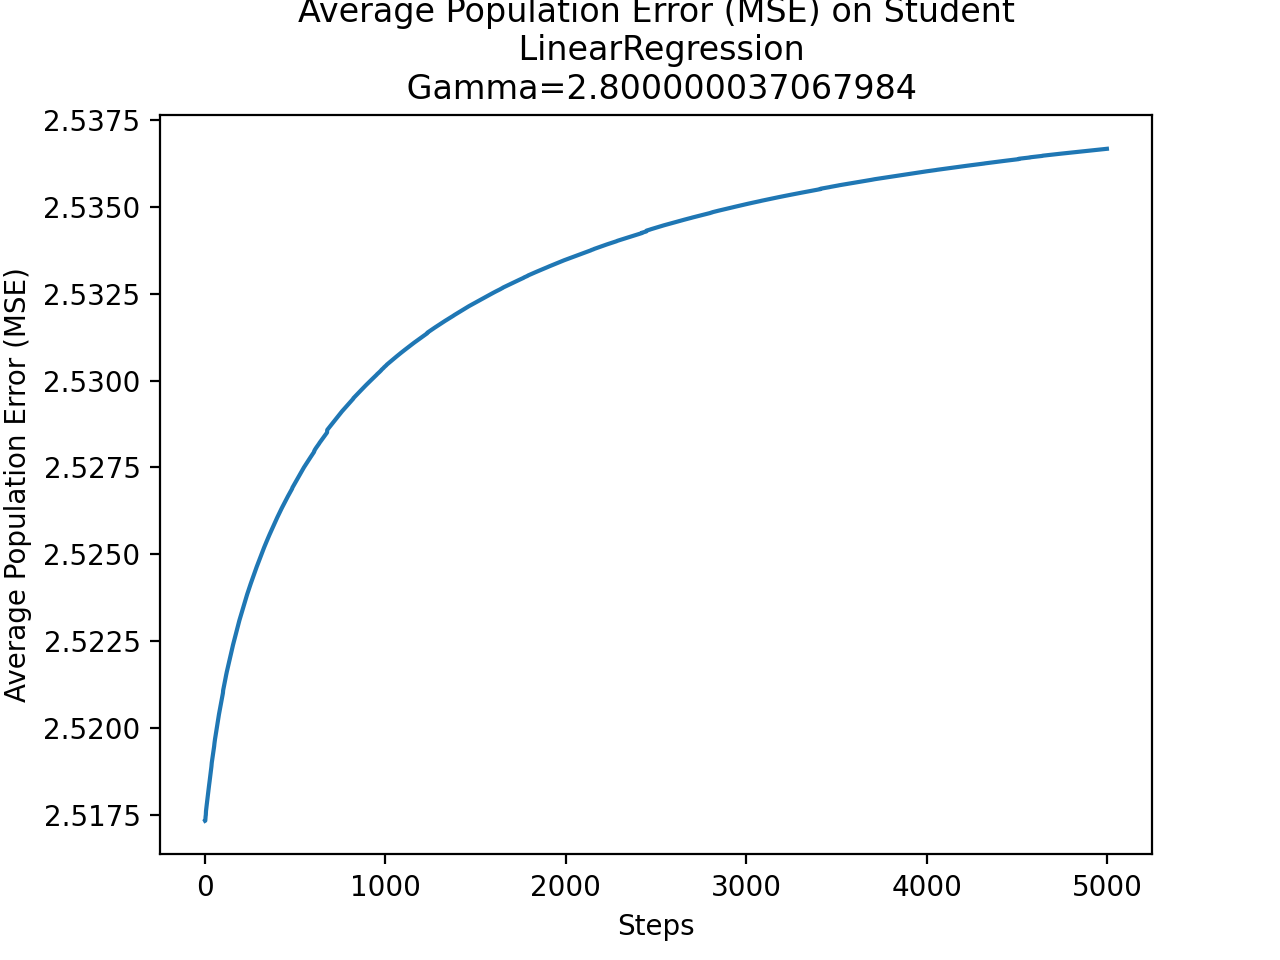 Average Population Error (MSE) on Student
LinearRegression
Gamma=2.800000037067984
2.5375
2.5350
2.5325
2.5300
2.5275
2.5250
2.5225
2.5200
2.5175
Average Population Error (MSE)
0 1000 2000 3000 4000 5000
Steps